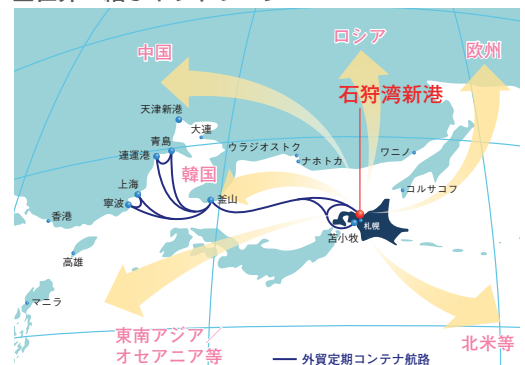 中国
ロシア
欧州
石狩湾新港
天津新港
大連
青島
ウラジオストク
ワニノ
連運港
ナホトカ
韓国
上海
コルサコフ
寧波
釜山
香港
札幌
苫小牧
高雄
マニラ
東南アジア／
オセアニア等
北米等
外貿定期コンテナ航路